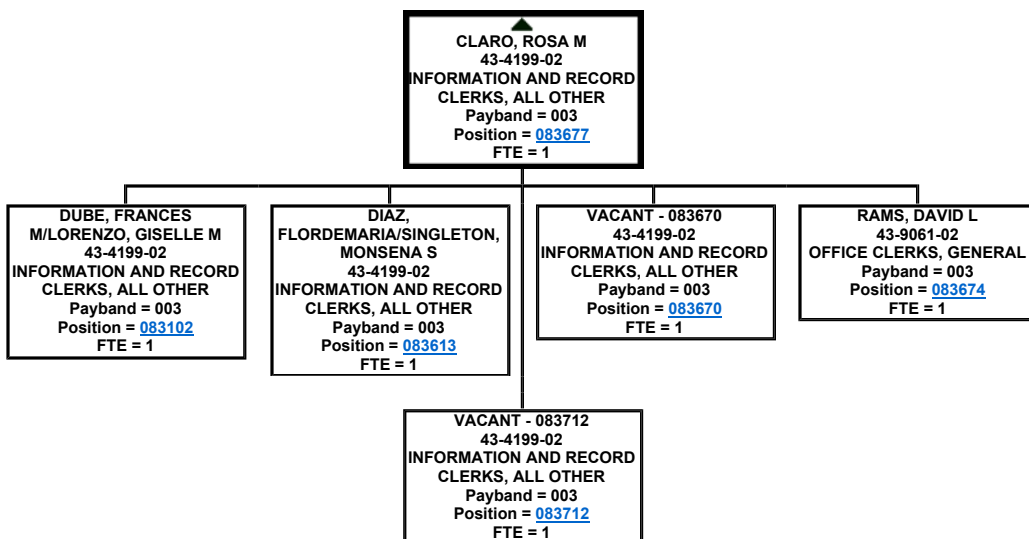 CLARO, ROSA M
43-4199-02
INFORMATION AND RECORD
CLERKS, ALL OTHER
Payband = 003
Position = 083677
FTE = 1
DUBE, FRANCES
M/LORENZO, GISELLE M
43-4199-02
INFORMATION AND RECORD
CLERKS, ALL OTHER
Payband = 003
Position = 083102
FTE = 1
DIAZ,
FLORDEMARIA/SINGLETON,
MONSENA S
43-4199-02
INFORMATION AND RECORD
CLERKS, ALL OTHER
Payband = 003
Position = 083613
FTE = 1
VACANT - 083670
43-4199-02
INFORMATION AND RECORD
CLERKS, ALL OTHER
Payband = 003
Position = 083670
FTE = 1
RAMS, DAVID L
43-9061-02
OFFICE CLERKS, GENERAL
Payband = 003
Position = 083674
FTE = 1
VACANT - 083712
43-4199-02
INFORMATION AND RECORD
CLERKS, ALL OTHER
Payband = 003
Position = 083712
FTE = 1